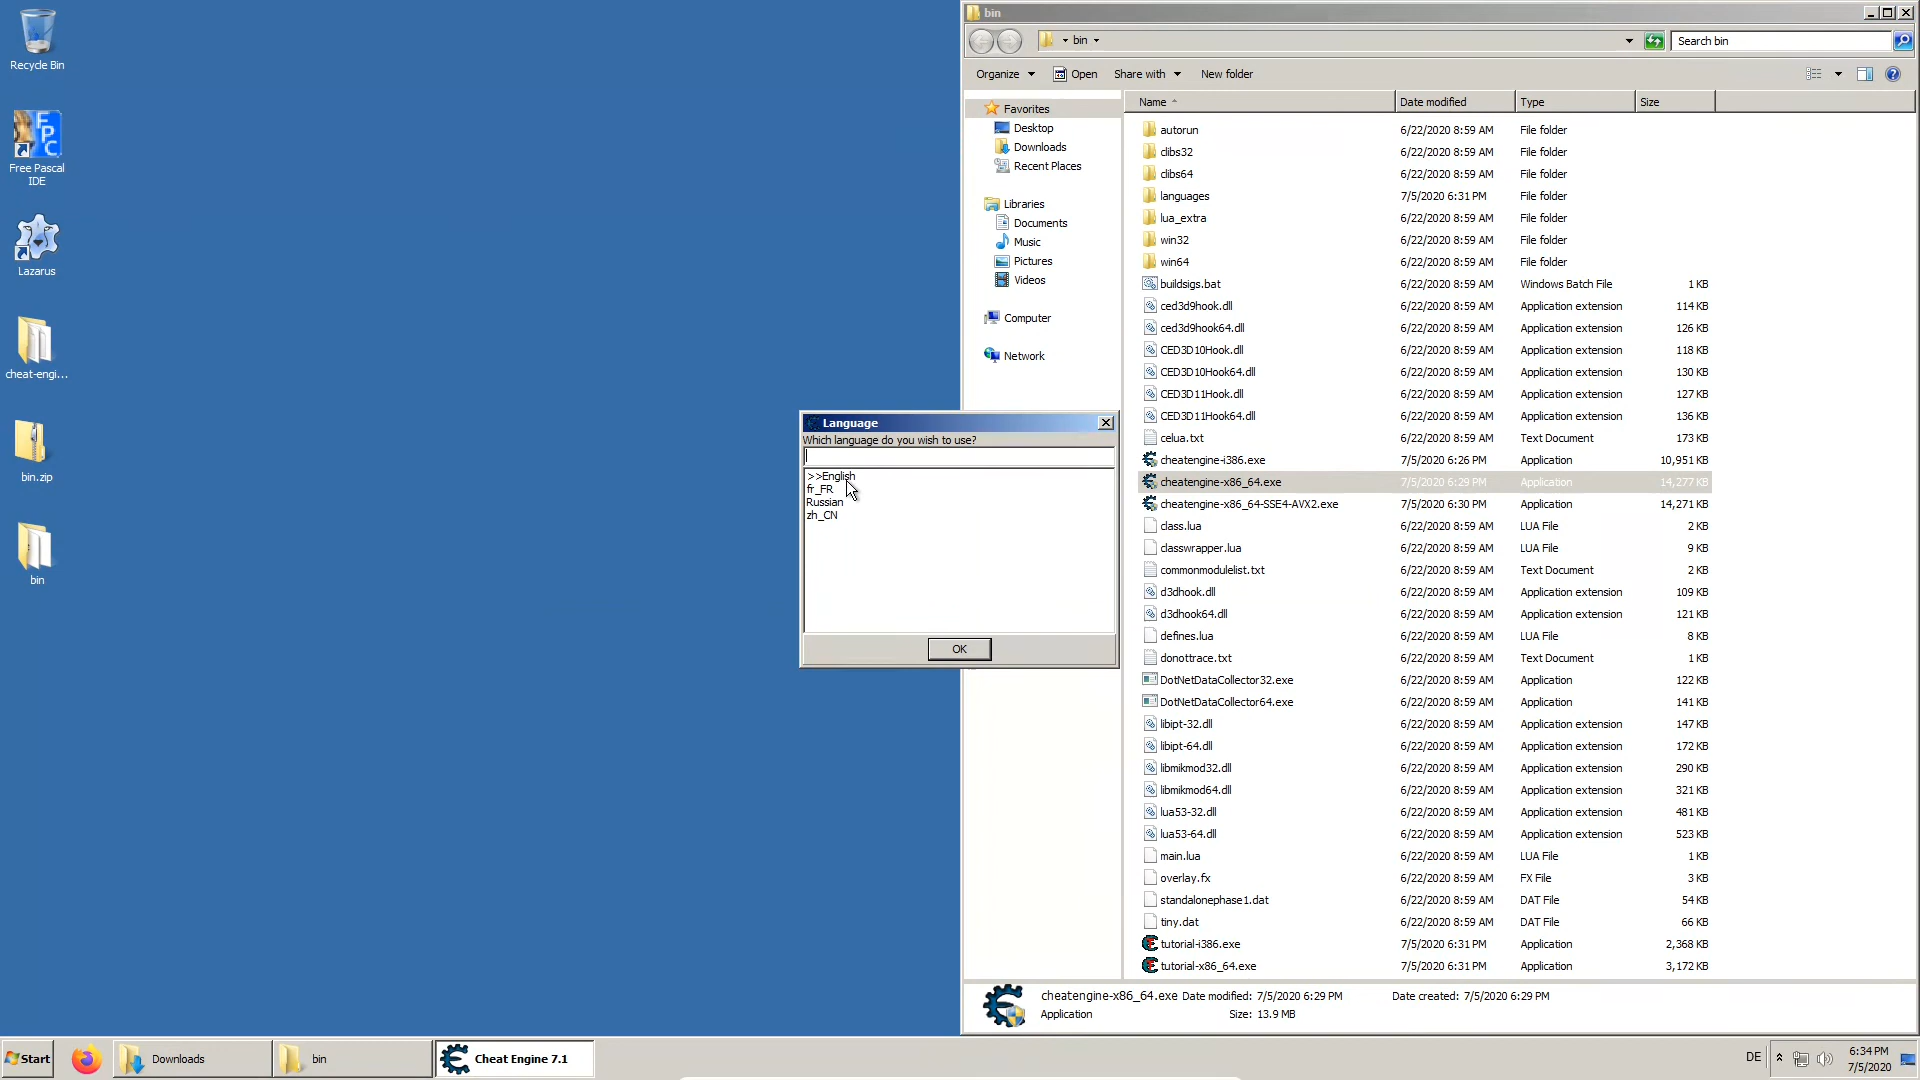 Recycle Bin
Free Pascal
IDE
Lazarus
cheat-engi...
bin.zip
bin
bin
bin
Search bin
Organize
Open
Share with
New folder
Favorites
Desktop
Downloads
Recent Places
Libraries
Documents
Music
Pictures
Videos
Computer
Network
Name Date modified Type Size
autorun 6/22/2020 8:59 AM File folder
clibs32 6/22/2020 8:59 AM File folder
clibs64 6/22/2020 8:59 AM File folder
languages 7/5/2020 6:31 PM File folder
lua_extra 6/22/2020 8:59 AM File folder
win32 6/22/2020 8:59 AM File folder
win64 6/22/2020 8:59 AM File folder
buildsigs.bat 6/22/2020 8:59 AM Windows Batch File 1 KB
ced3d9hook.dll 6/22/2020 8:59 AM Application extension 114 KB
ced3d9hook64.dll 6/22/2020 8:59 AM Application extension 126 KB
CED3D10Hook.dll 6/22/2020 8:59 AM Application extension 118 KB
CED3D10Hook64.dll 6/22/2020 8:59 AM Application extension 130 KB
CED3D11Hook.dll 6/22/2020 8:59 AM Application extension 127 KB
CED3D11Hook64.dll 6/22/2020 8:59 AM Application extension 136 KB
celua.txt 6/22/2020 8:59 AM Text Document 173 KB
cheatengine-i386.exe 7/5/2020 6:26 PM Application 10,951 KB
cheatengine-x86_64.exe 7/5/2020 6:29 PM Application 14,277 KB
cheatengine-x86_64-SSE4-AVX2.exe 7/5/2020 6:30 PM Application 14,271 KB
class.lua 6/22/2020 8:59 AM LUA File 2 KB
classwrapper.lua 6/22/2020 8:59 AM LUA File 9 KB
commonmodulelist.txt 6/22/2020 8:59 AM Text Document 2 KB
d3dhook.dll 6/22/2020 8:59 AM Application extension 109 KB
d3dhook64.dll 6/22/2020 8:59 AM Application extension 121 KB
defines.lua 6/22/2020 8:59 AM LUA File 8 KB
donottrace.txt 6/22/2020 8:59 AM Text Document 1 KB
DotNetDataCollector32.exe 6/22/2020 8:59 AM Application 122 KB
DotNetDataCollector64.exe 6/22/2020 8:59 AM Application 141 KB
libipt-32.dll 6/22/2020 8:59 AM Application extension 147 KB
libipt-64.dll 6/22/2020 8:59 AM Application extension 172 KB
libmikmod32.dll 6/22/2020 8:59 AM Application extension 290 KB
libmikmod64.dll 6/22/2020 8:59 AM Application extension 321 KB
lua53-32.dll 6/22/2020 8:59 AM Application extension 481 KB
lua53-64.dll 6/22/2020 8:59 AM Application extension 523 KB
main.lua 6/22/2020 8:59 AM LUA File 1 KB
overlay.fx 6/22/2020 8:59 AM FX File 3 KB
standalonephase1.dat 6/22/2020 8:59 AM DAT File 54 KB
tiny.dat 6/22/2020 8:59 AM DAT File 66 KB
tutorial-i386.exe 7/5/2020 6:31 PM Application 2,368 KB
tutorial-x86_64.exe 7/5/2020 6:31 PM Application 3,172 KB
cheatengine-x86_64.exe Date modified: 7/5/2020 6:29 PM Date created: 7/5/2020 6:29 PM
Application Size: 13.9 MB
Language
Which language do you wish to use?
>>English
fr_FR
Russian
zh_CN
OK
Start
Downloads
bin
Cheat Engine 7.1
DE
6:34 PM
7/5/2020